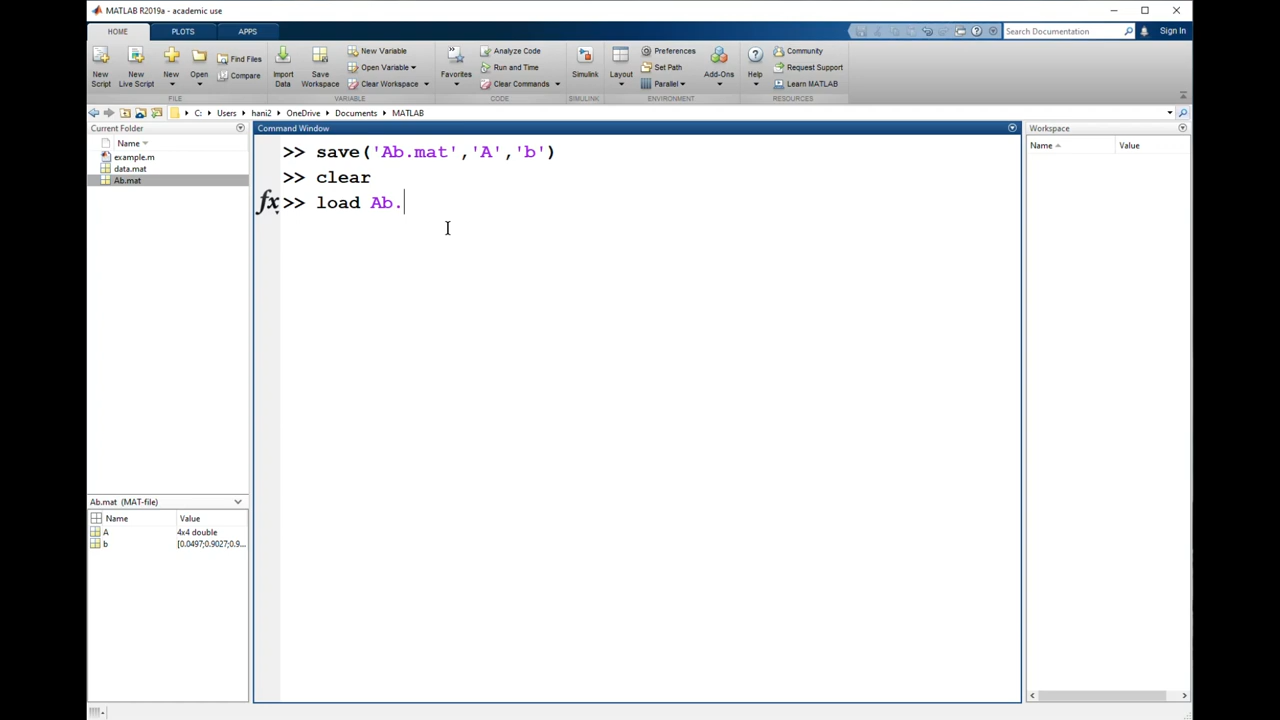 MATLAB R2019a - academic use
HOME PLOTS APPS
Search Documentation
Sign In
New Script
New Live Script
New
Open
Find Files
Compare
FILE
Import Data
Save Workspace
New Variable
Open Variable
Clear Workspace
VARIABLE
Favorites
Analyze Code
Run and Time
Clear Commands
CODE
Simulink
SIMULINK
Layout
Preferences
Set Path
Parallel
Add-Ons
ENVIRONMENT
Help
Community
Request Support
Learn MATLAB
RESOURCES
C: Users hani2 OneDrive Documents MATLAB
Current Folder
Name
example.m
data.mat
Ab.mat
Ab.mat (MAT-file)
Name Value
A 4x4 double
b [0.0497;0.9027;0.9...
Command Window
>> save('Ab.mat','A','b')
>> clear
fx >> load Ab.
Workspace
Name Value